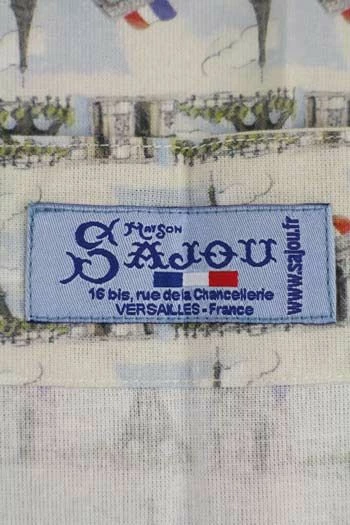 MAISON
SAJOU
16 bis, rue de la Chancellerie
VERSAILLES - France
www.sajou.fr